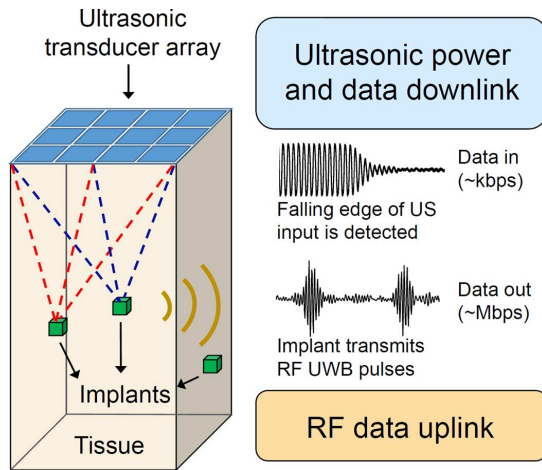 Ultrasonic
transducer array
Implants
Tissue
Ultrasonic power
and data downlink
Data in
(~kbps)
Falling edge of US
input is detected
Data out
(~Mbps)
Implant transmits
RF UWB pulses
RF data uplink